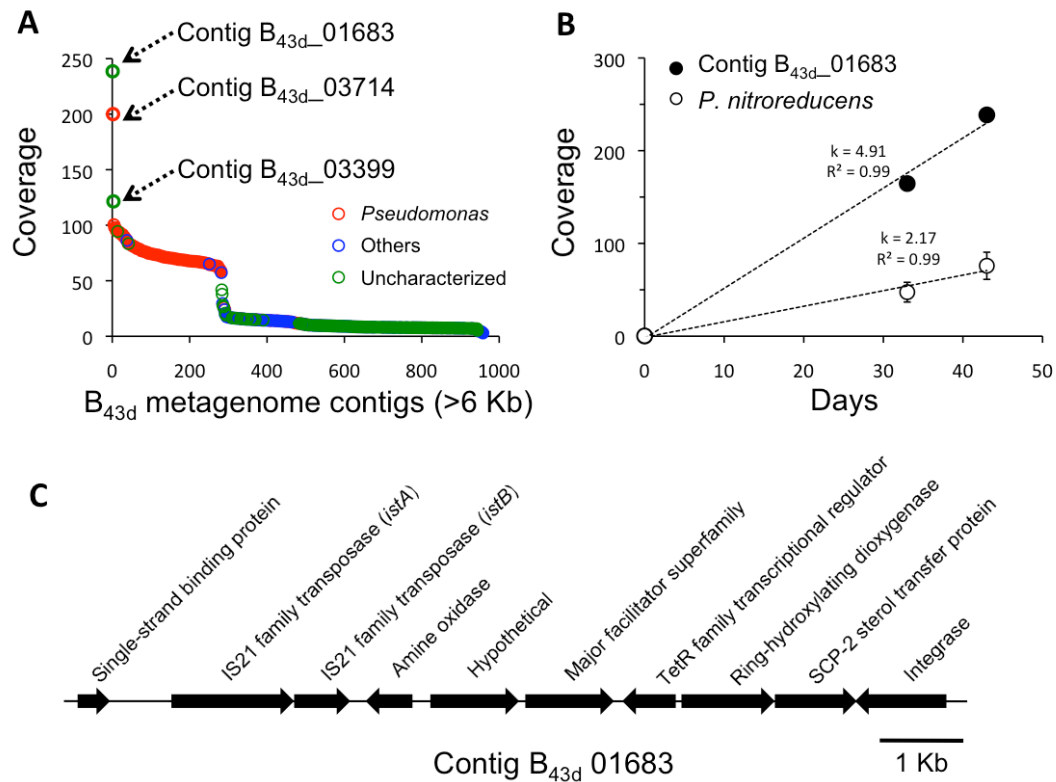 A
Contig B43d_01683
Contig B43d_03714
Contig B43d_03399
250
200
150
100
50
0
Coverage
Pseudomonas
Others
Uncharacterized
0 200 400 600 800 1000
B43d metagenome contigs (>6 Kb)
B
Contig B43d_01683
P. nitroreducens
300
200
100
0
Coverage
k = 4.91
R² = 0.99
k = 2.17
R² = 0.99
0 10 20 30 40 50
Days
C
Single-strand binding protein
IS21 family transposase (istA)
IS21 family transposase (istB)
Amine oxidase
Hypothetical
Major facilitator superfamily
TetR family transcriptional regulator
Ring-hydroxylating dioxygenase
SCP-2 sterol transfer protein
Integrase
1 Kb
Contig B43d 01683